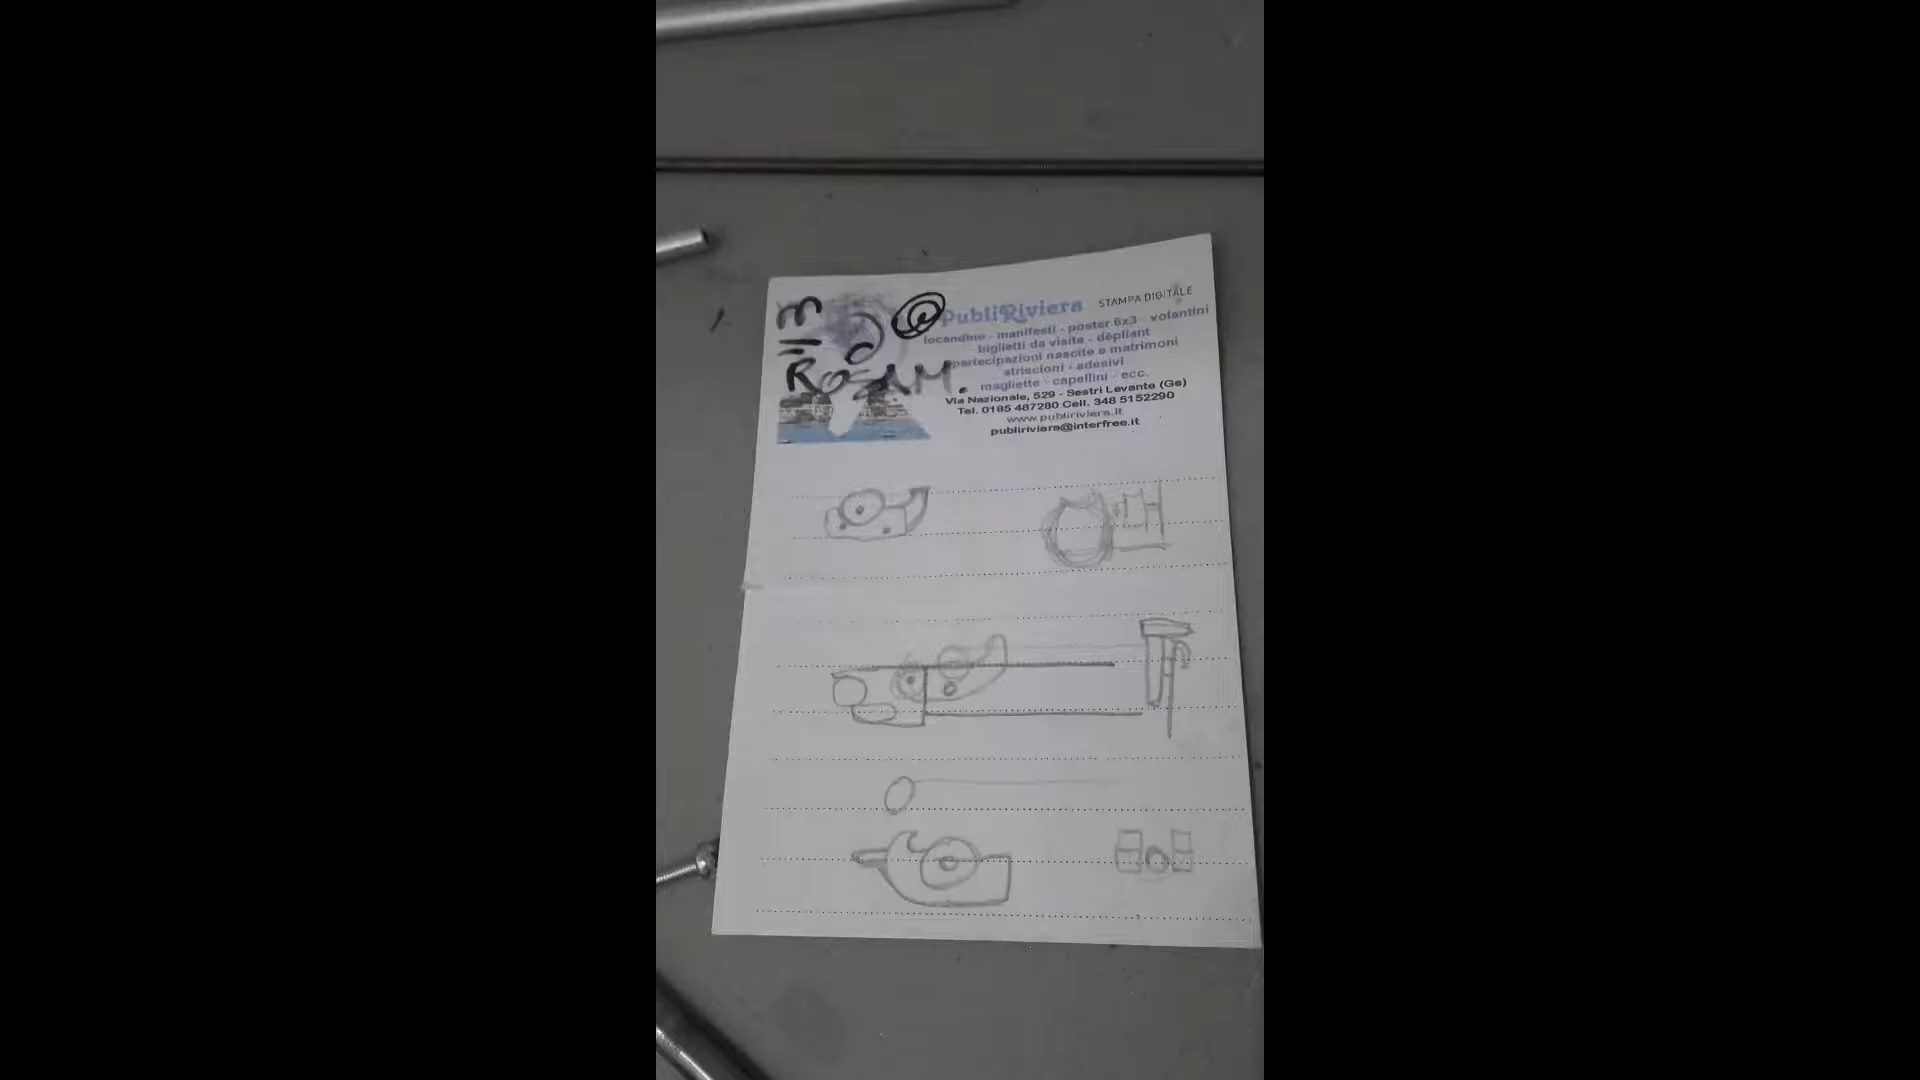 PubliRiviera STAMPA DIGITALE
locandine - manifesti - poster 6x3 - volantini
biglietti da visita - dépliant
partecipazioni nascite e matrimoni
striscioni - adesivi
magliette - capellini - ecc.
Via Nazionale, 529 - Sestri Levante (Ge)
Tel. 0185 487280 Cell. 348 5152290
www.publiriviera.it
publiriviera@interfree.it